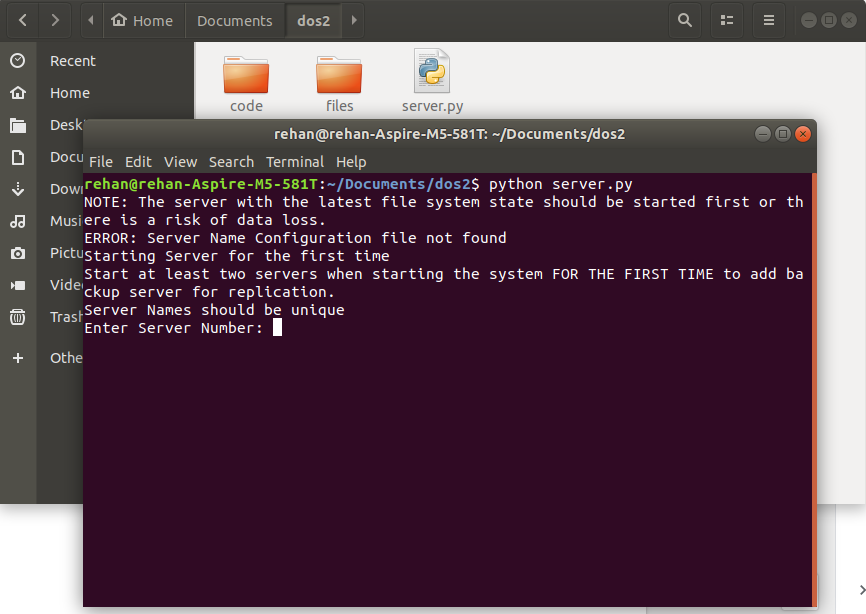 Home
Documents
dos2
Recent
Home
Desk
Docu
Down
Musi
Pictu
Vide
Trash
Othe
code
files
server.py
rehan@rehan-Aspire-M5-581T: ~/Documents/dos2
File Edit View Search Terminal Help
rehan@rehan-Aspire-M5-581T:~/Documents/dos2$ python server.py
NOTE: The server with the latest file system state should be started first or th
ere is a risk of data loss.
ERROR: Server Name Configuration file not found
Starting Server for the first time
Start at least two servers when starting the system FOR THE FIRST TIME to add ba
ckup server for replication.
Server Names should be unique
Enter Server Number: